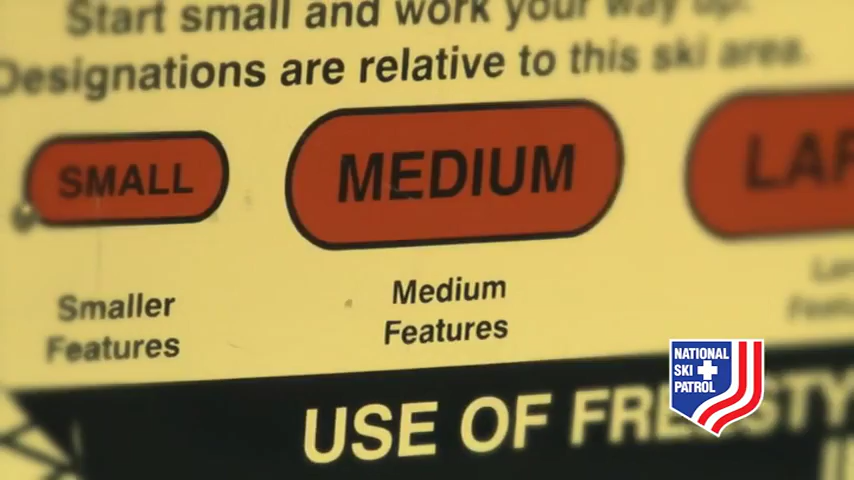 Start small and work your way up.
Designations are relative to this ski area.
SMALL MEDIUM
Smaller
Features
Medium
Features
NATIONAL
SKI
PATROL
USE OF